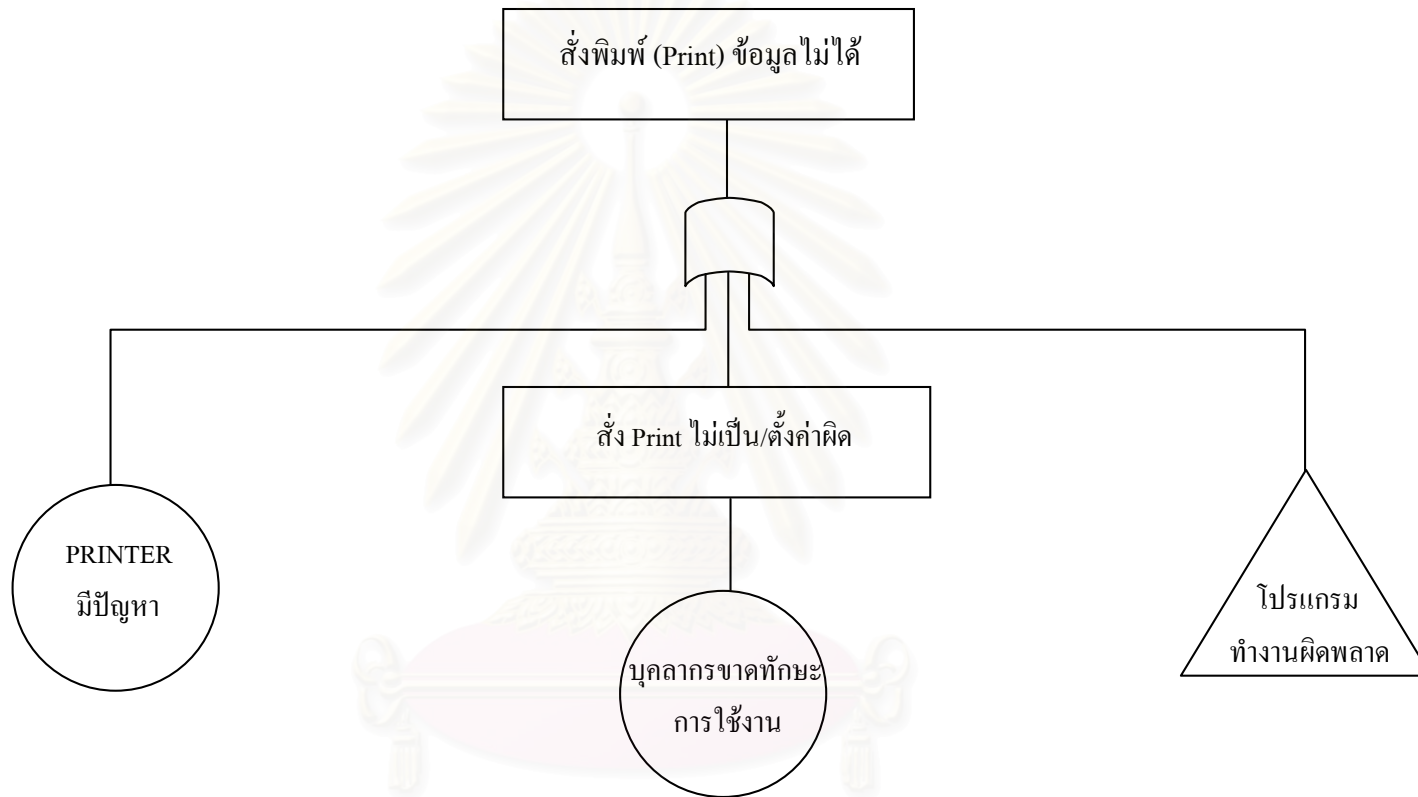 สั่งพิมพ์ (Print) ข้อมูลไม่ได้
สั่ง Print ไม่เป็น/ตั้งค่าผิด
PRINTER
มีปัญหา
บุคลากรขาดทักษะ
การใช้งาน
โปรแกรม
ทำงานผิดพลาด